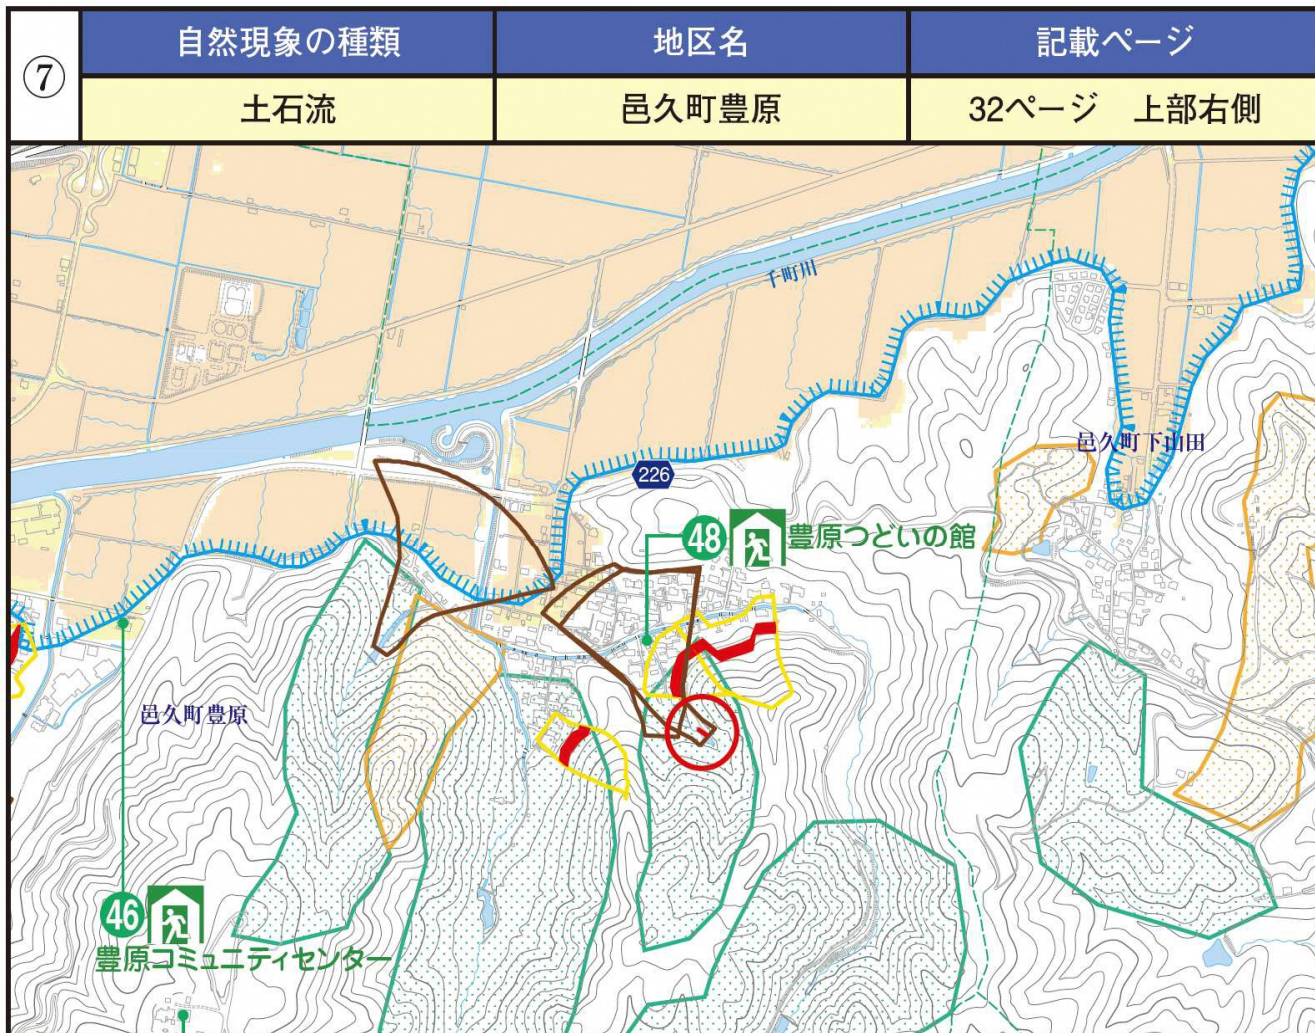 ⑦
自然現象の種類
地区名
記載ページ
土石流
邑久町豊原
32ページ　上部右側
千町川
邑久町下山田
226
48
豊原つどいの館
邑久町豊原
46
豊原コミュニティセンター